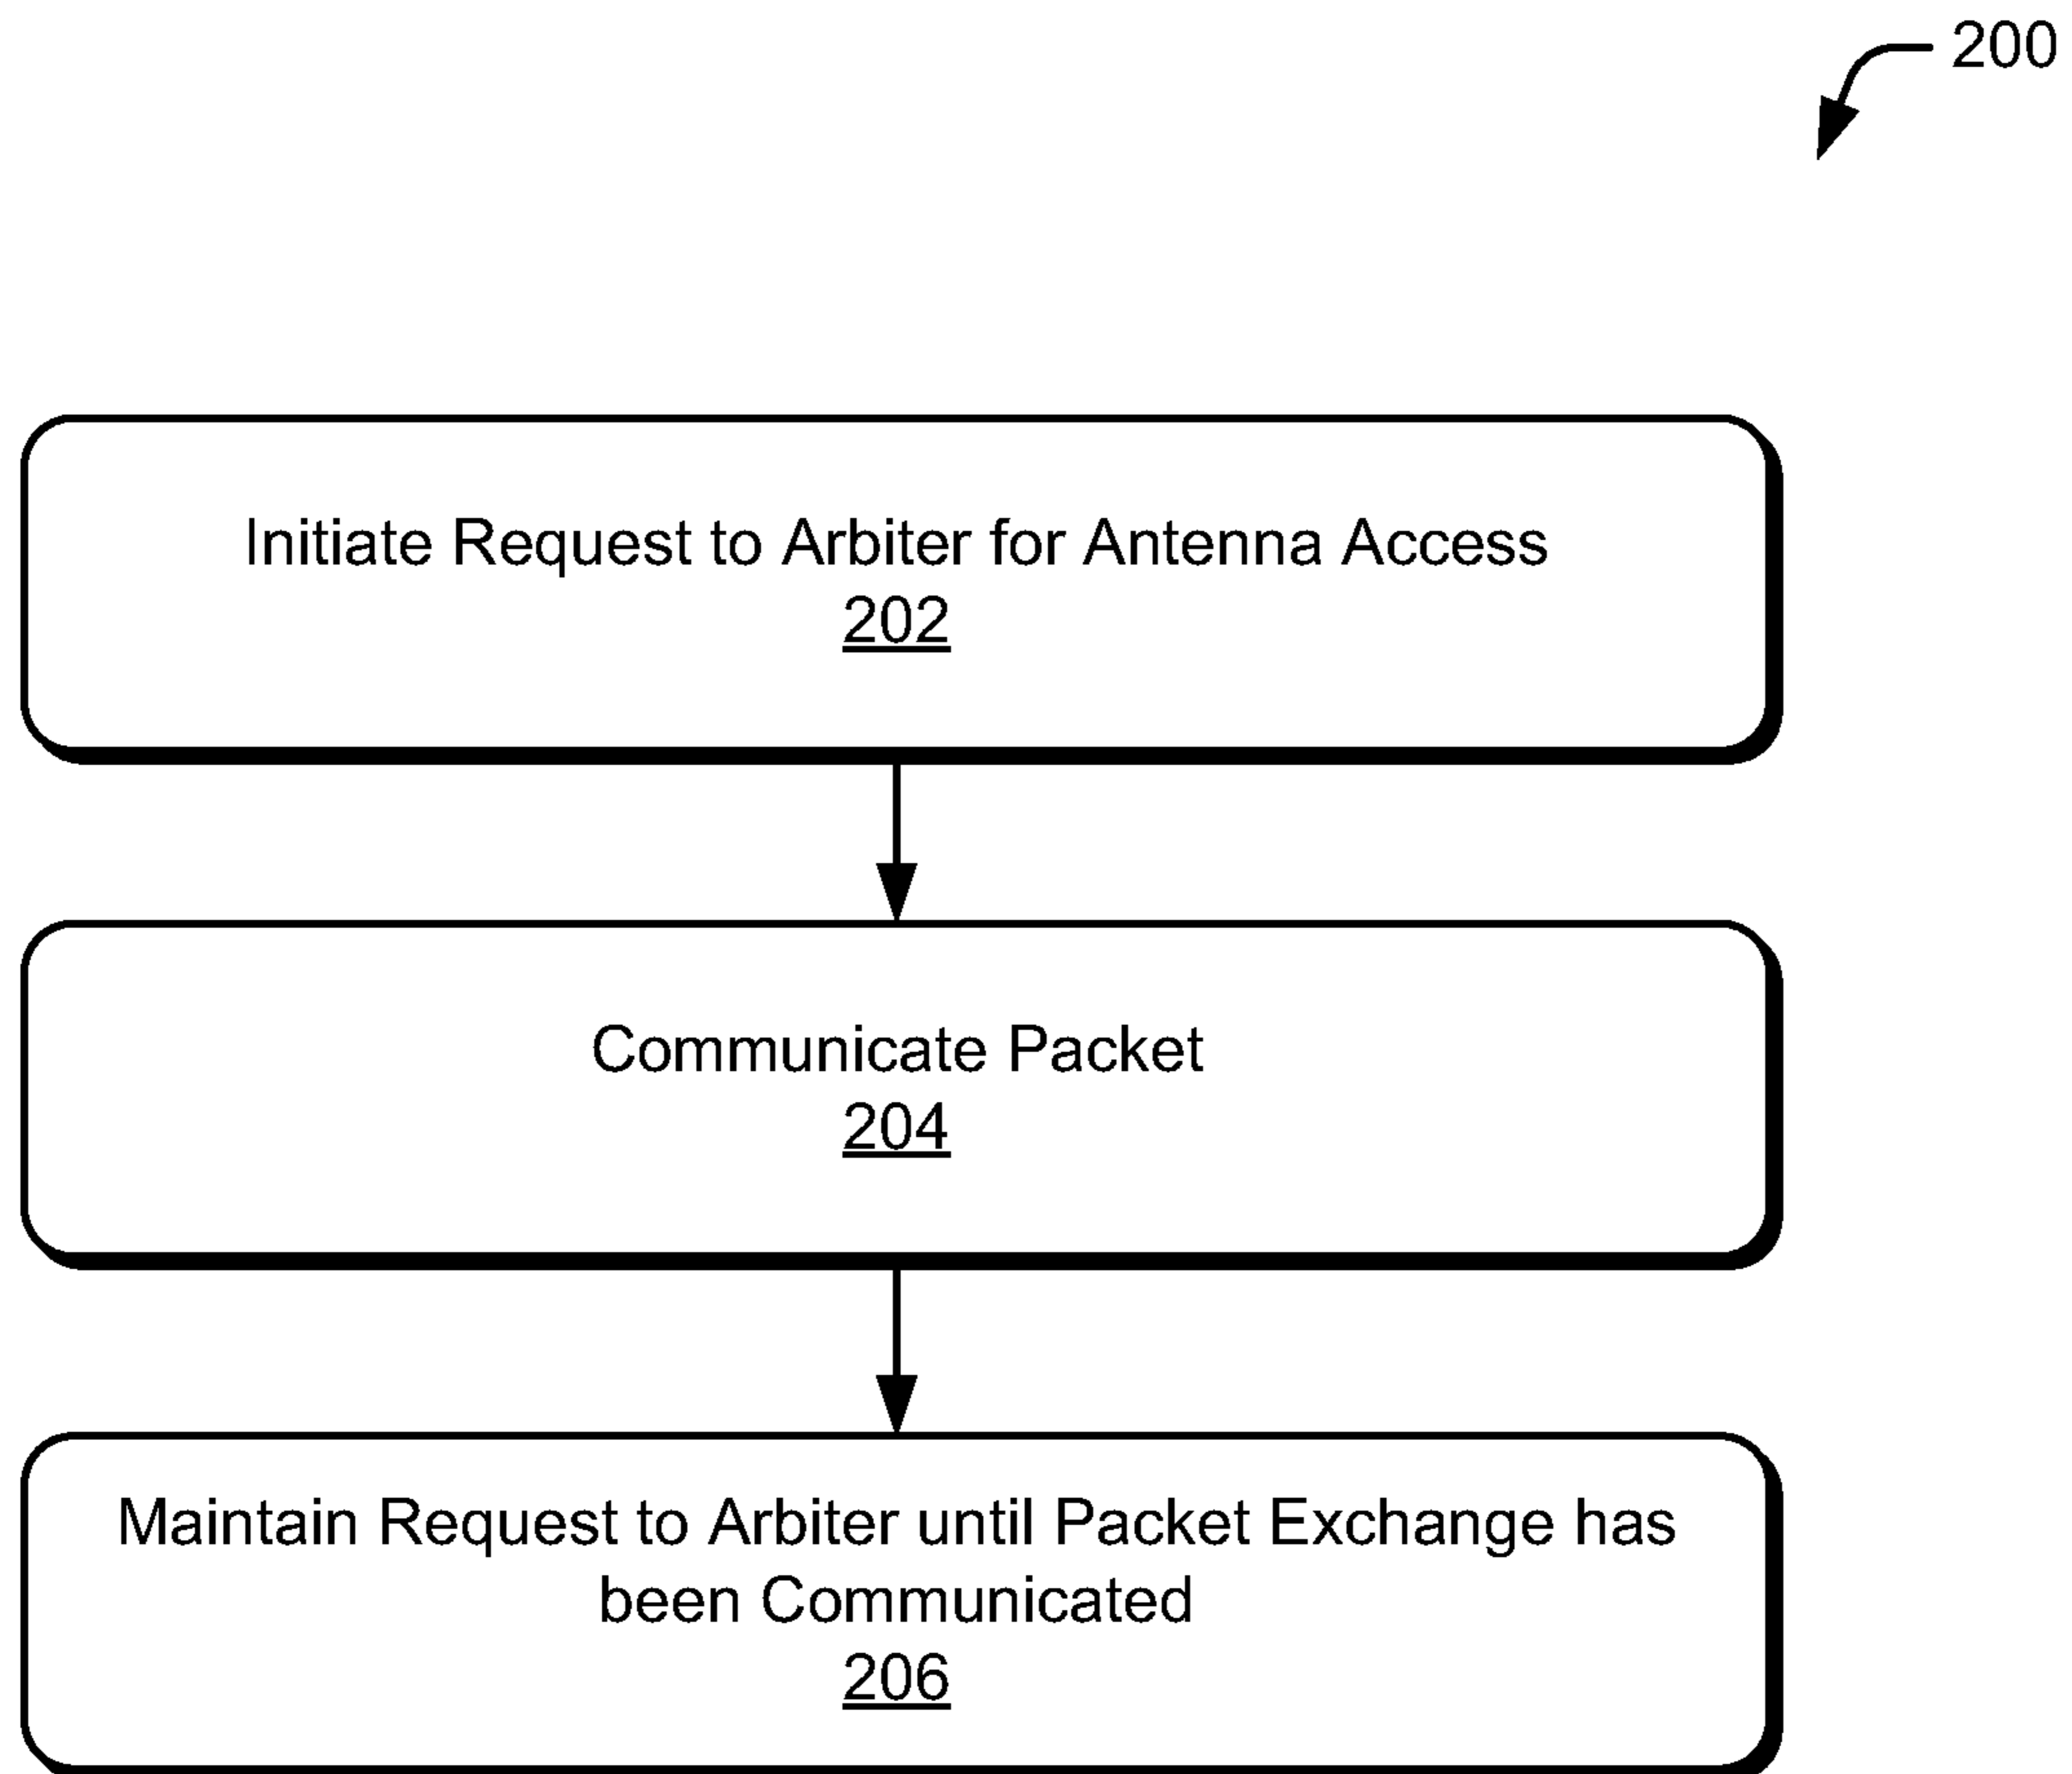 200
Initiate Request to Arbiter for Antenna Access
202
Communicate Packet
204
Maintain Request to Arbiter until Packet Exchange has
been Communicated
206